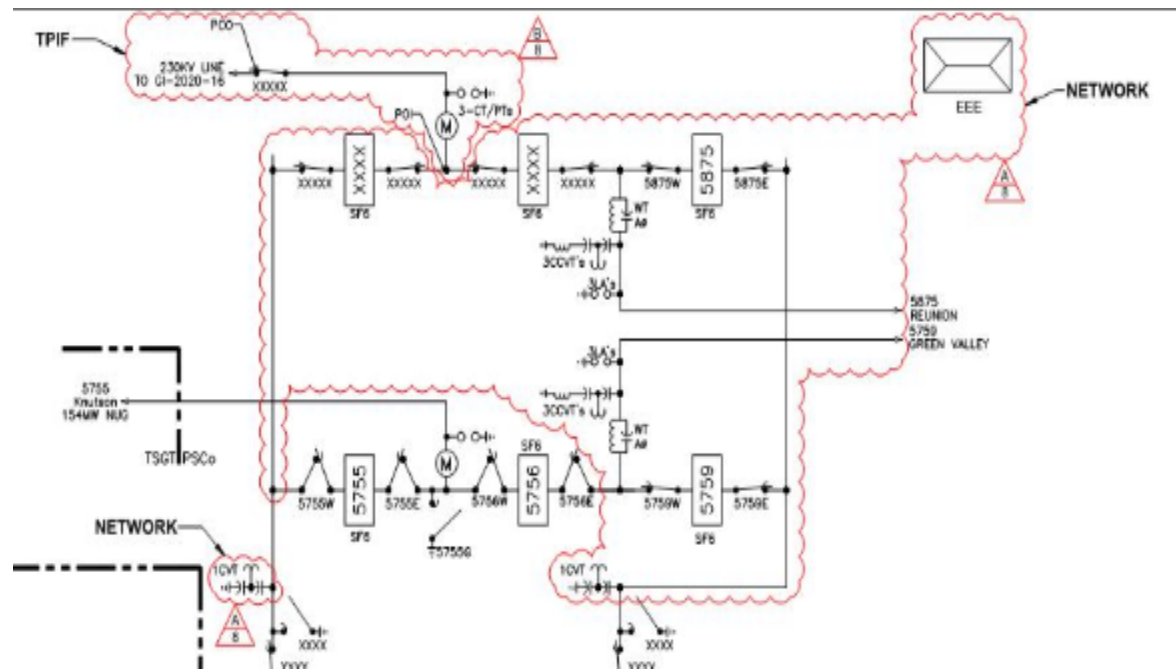 TPIF
PCO
230KV LINE
TO GI-2020-16
XXXXX
3-CT/PTs
POI
M
B
8
EEE
NETWORK
A
8
XXXXX
XXXX
SF6
XXXXX
XXXXX
XXXX
SF6
XXXXX
5875W
5875
SF6
5875E
WT
A#
3CCVT's
3LA's
5875
REUNION
5759
GREEN VALLEY
3LA's
3CCVT's
WT
A#
5755
Knutson
154MW NUG
TSGT
PSCo
M
5755W
5755
SF6
5755E
5756W
SF6
5756
5756E
5759W
5759
SF6
5759E
5755G
NETWORK
1CVT
A
8
XXXX
XXXX
1CVT
XXXX
XXXX